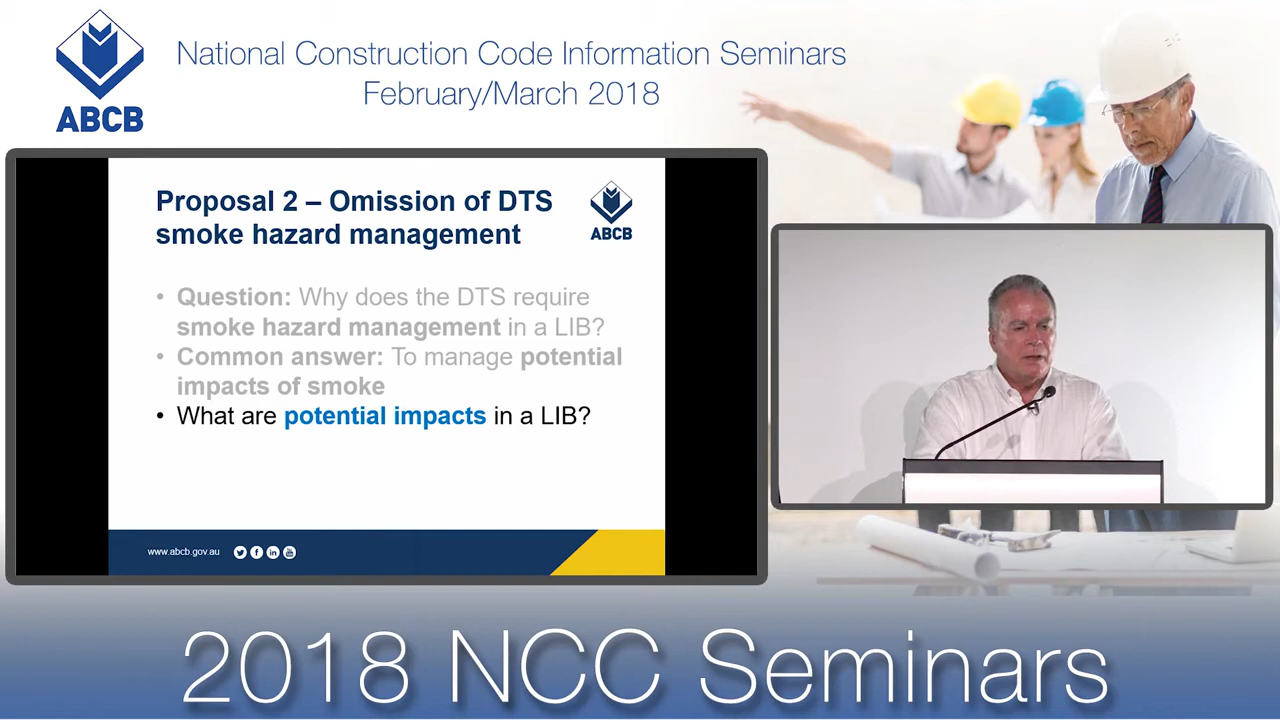 ABCB
National Construction Code Information Seminars
February/March 2018
Proposal 2 – Omission of DTS
smoke hazard management
ABCB
• Question: Why does the DTS require
smoke hazard management in a LIB?
• Common answer: To manage potential
impacts of smoke
• What are potential impacts in a LIB?
www.abcb.gov.au
2018 NCC Seminars